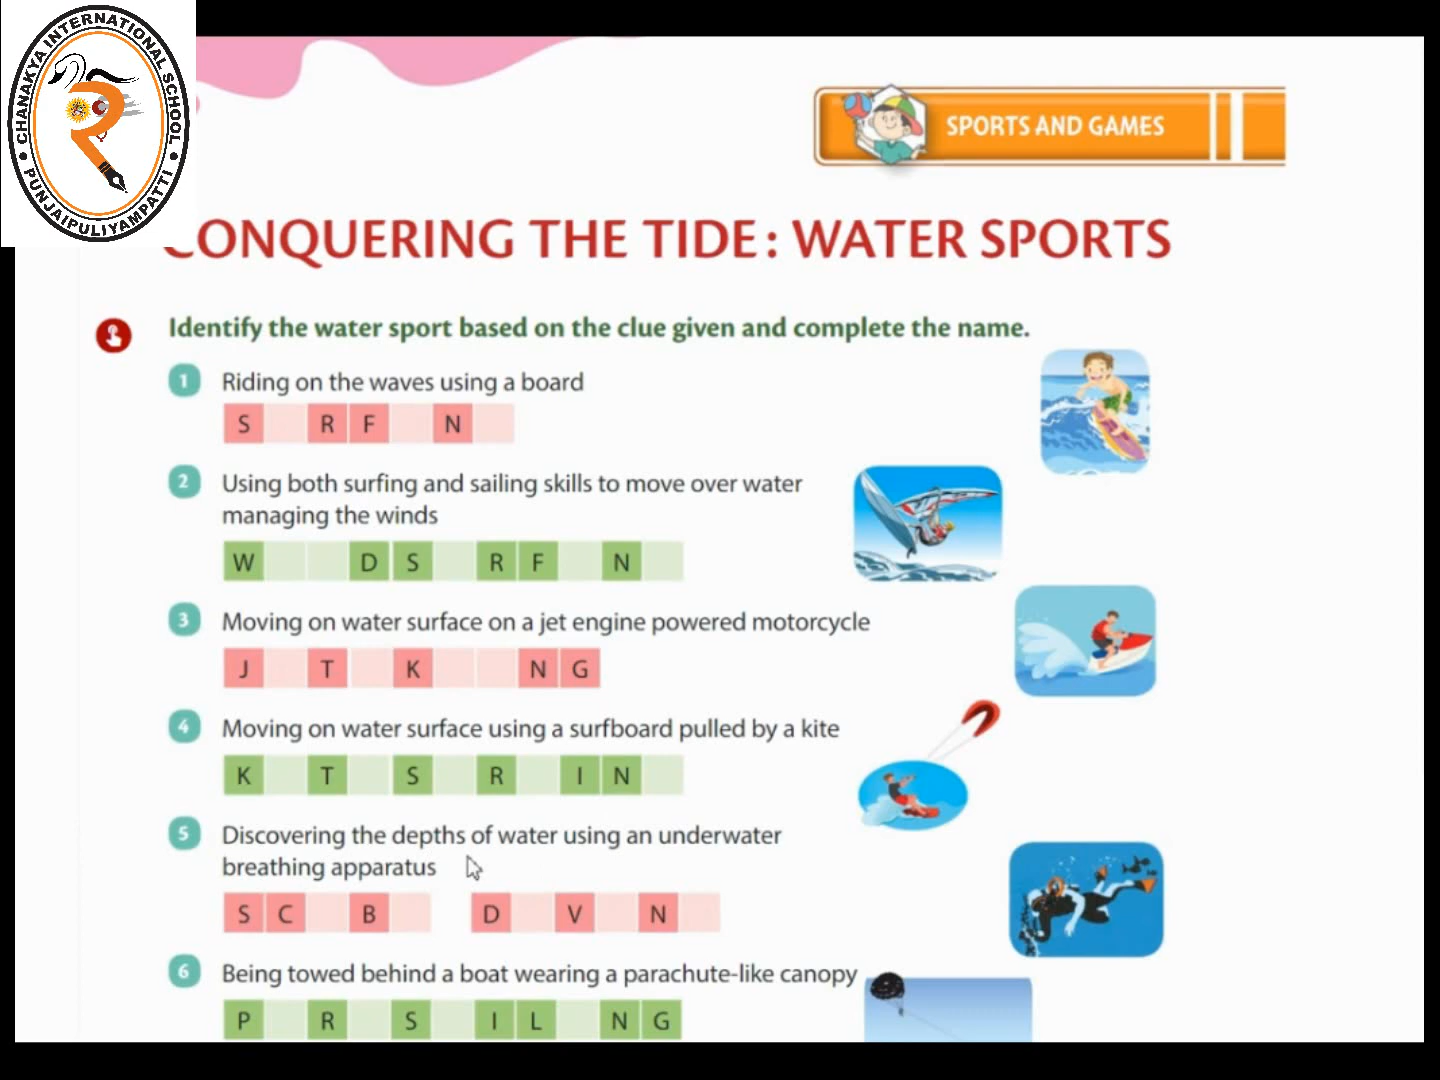 CHANAKYA INTERNATIONAL SCHOOL
PUNJAIPULIYAMPATTI
SPORTS AND GAMES
CONQUERING THE TIDE: WATER SPORTS
Identify the water sport based on the clue given and complete the name.
1 Riding on the waves using a board
S R F N
2 Using both surfing and sailing skills to move over water
managing the winds
W D S R F N
3 Moving on water surface on a jet engine powered motorcycle
J T K N G
4 Moving on water surface using a surfboard pulled by a kite
K T S R I N
5 Discovering the depths of water using an underwater
breathing apparatus
S C B D V N
6 Being towed behind a boat wearing a parachute-like canopy
P R S I L N G